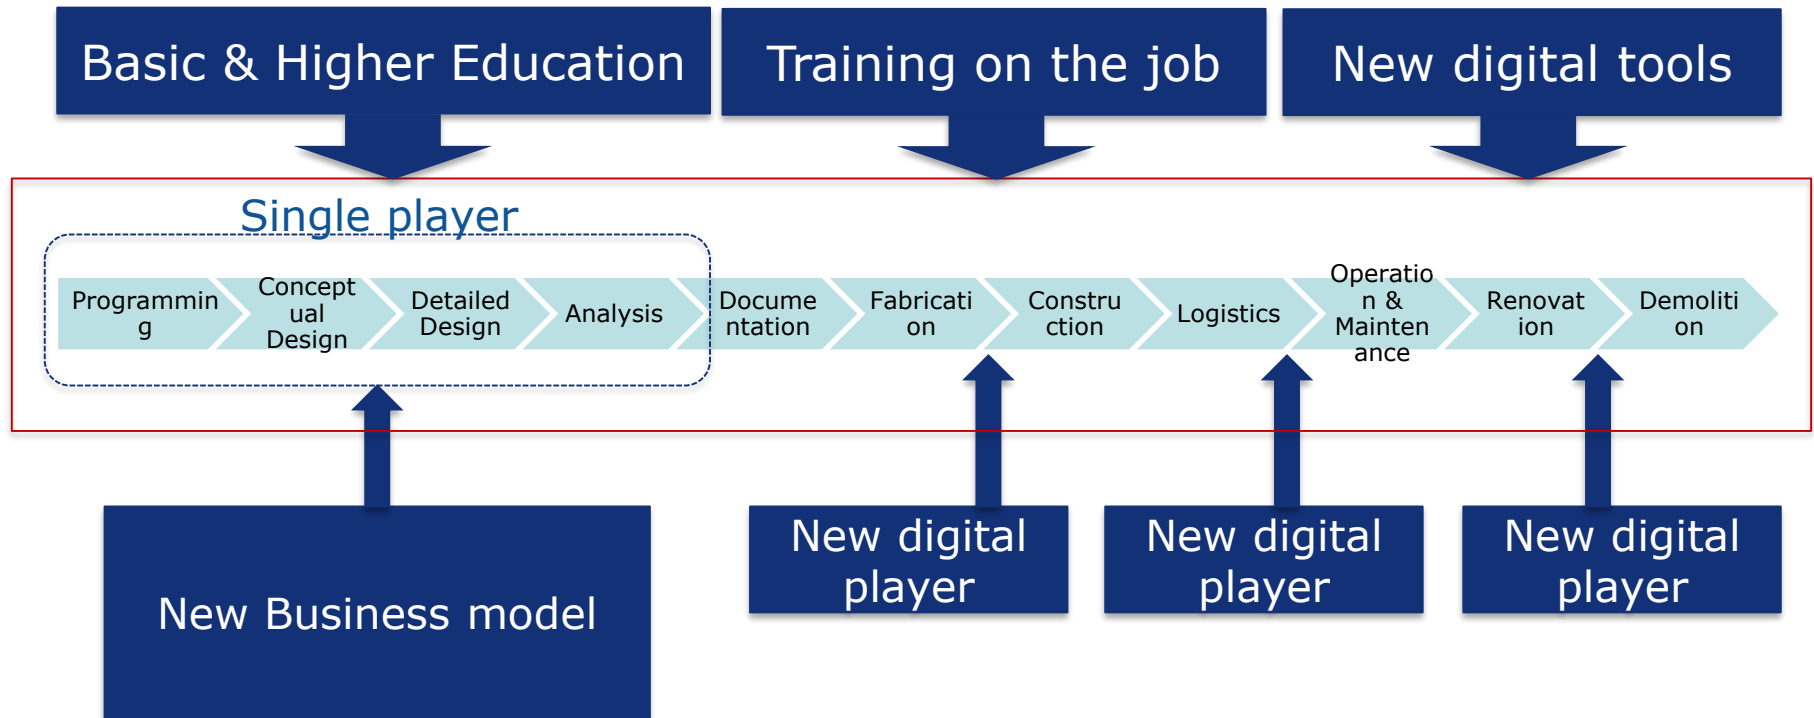 Basic & Higher Education
Training on the job
New digital tools
Single player
Programmin
g
Concept
ual
Design
Detailed
Design
Analysis
Docume
ntation
Fabricati
on
Constru
ction
Logistics
Operatio
n &
Mainten
ance
Renovat
ion
Demoliti
on
New Business model
New digital
player
New digital
player
New digital
player